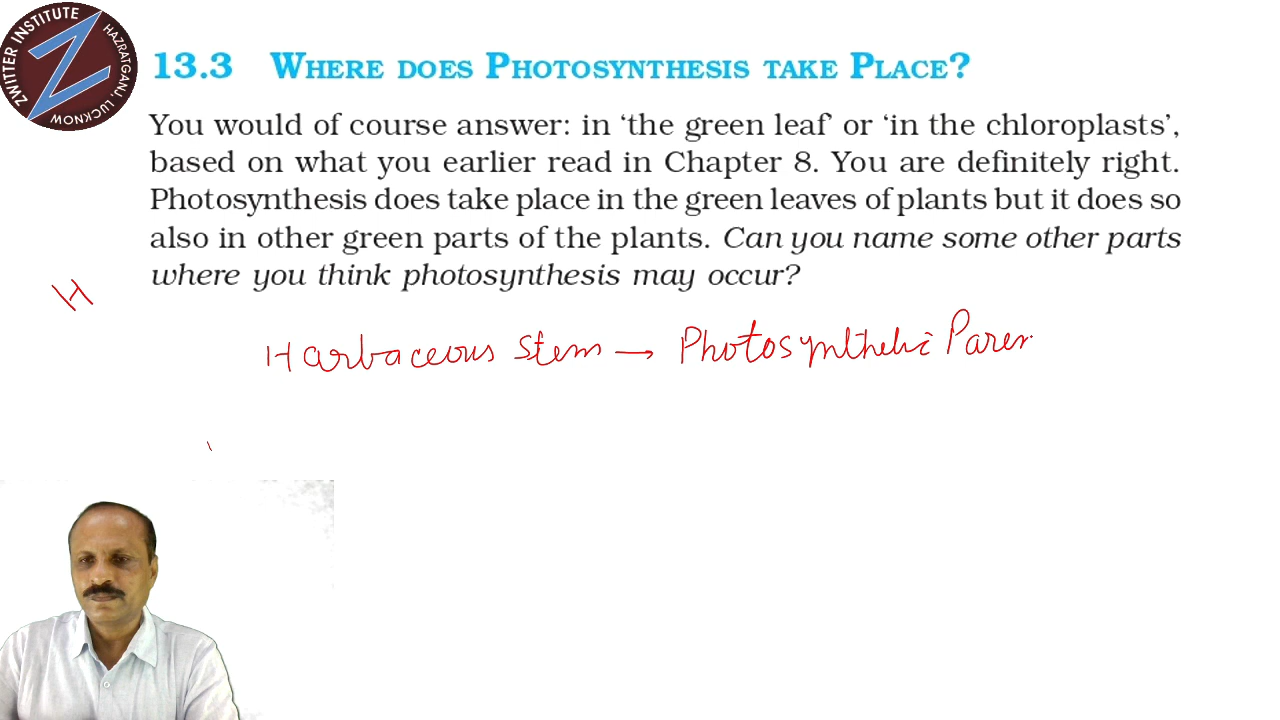 ZWITTER INSTITUTE
HAZRATGANJ, LUCKNOW
Z
13.3 WHERE DOES PHOTOSYNTHESIS TAKE PLACE?
You would of course answer: in ‘the green leaf’ or ‘in the chloroplasts’,
based on what you earlier read in Chapter 8. You are definitely right.
Photosynthesis does take place in the green leaves of plants but it does so
also in other green parts of the plants. Can you name some other parts
where you think photosynthesis may occur?
H
Harbaceous Stem → Photosynthetic Paren